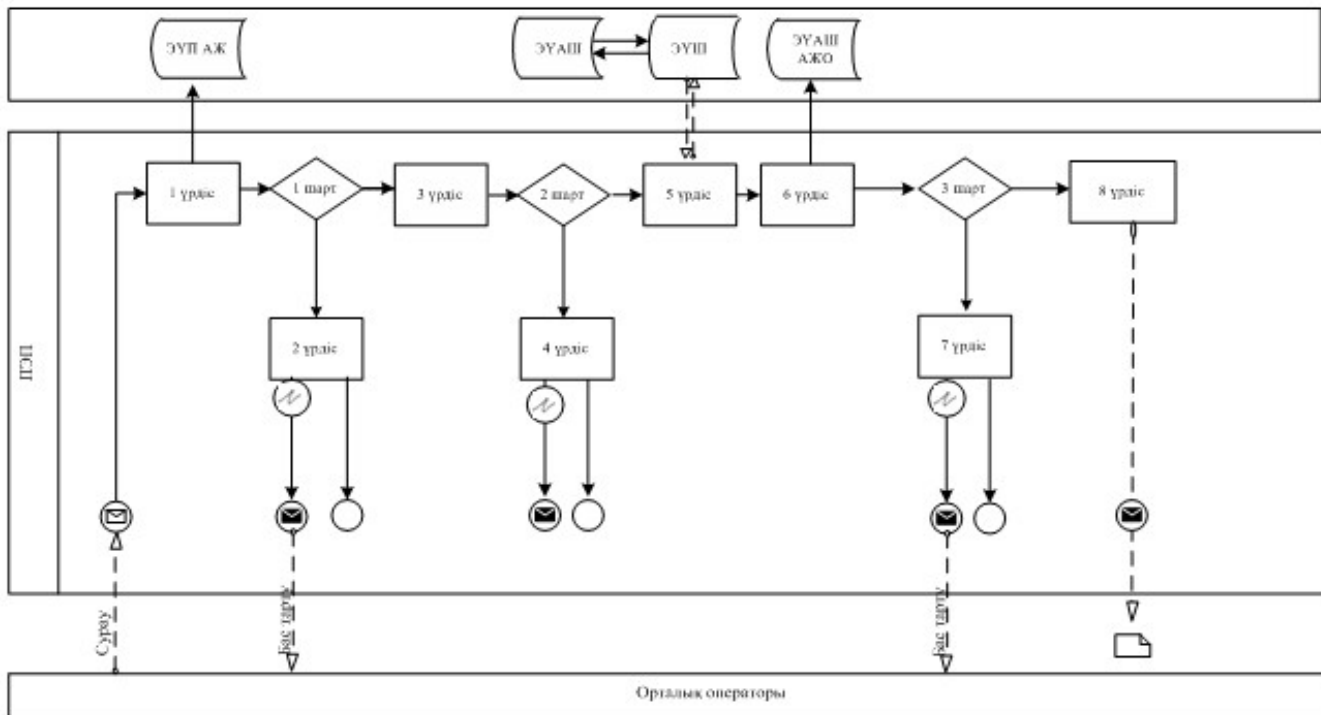 ЭҮП АЖ
ЭҮАШ
ЭҮШ
ЭҮАШ
АЖО
1 үрдіс
1 шарт
3 үрдіс
2 шарт
5 үрдіс
6 үрдіс
3 шарт
8 үрдіс
2 үрдіс
4 үрдіс
7 үрдіс
ПЭП
Сұрау
Бас тарту
Бас тарту
Орталық операторы